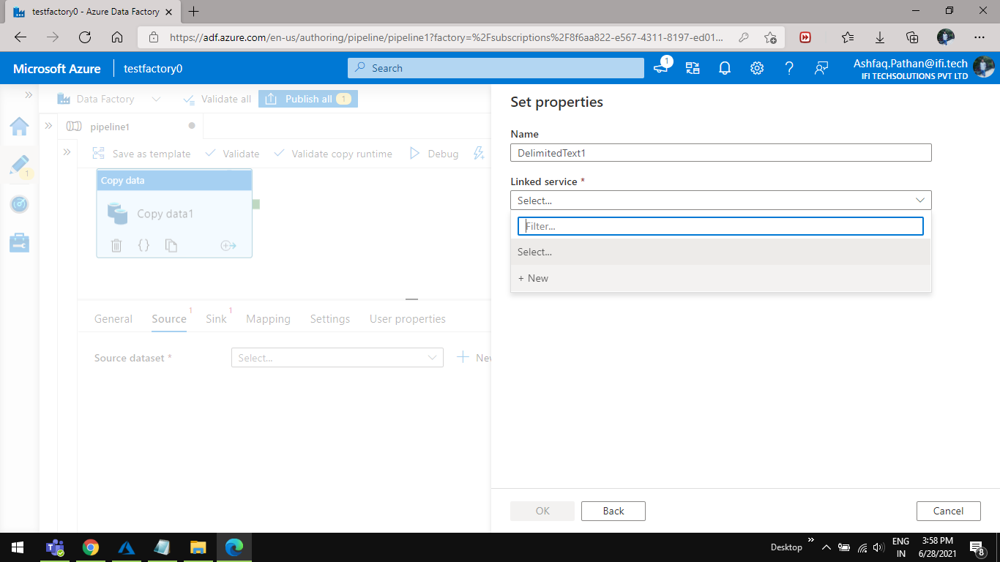 testfactory0 - Azure Data Factory
https://adf.azure.com/en-us/authoring/pipeline/pipeline1?factory=%2Fsubscriptions%2F8f6aa822-e567-4311-8197-ed01...
Microsoft Azure
testfactory0
Search
1
Ashfaq.Pathan@ifi.tech
IFI TECHSOLUTIONS PVT LTD
Data Factory
Validate all
Publish all 1
pipeline1
1
Save as template
Validate
Validate copy runtime
Debug
Copy data
Copy data1
General
Source 1
Sink 1
Mapping
Settings
User properties
Source dataset *
Select...
New
Set properties
Name
DelimitedText1
Linked service *
Select...
Filter...
Select...
+ New
OK
Back
Cancel
Desktop
ENG
IN
3:58 PM
6/28/2021
8